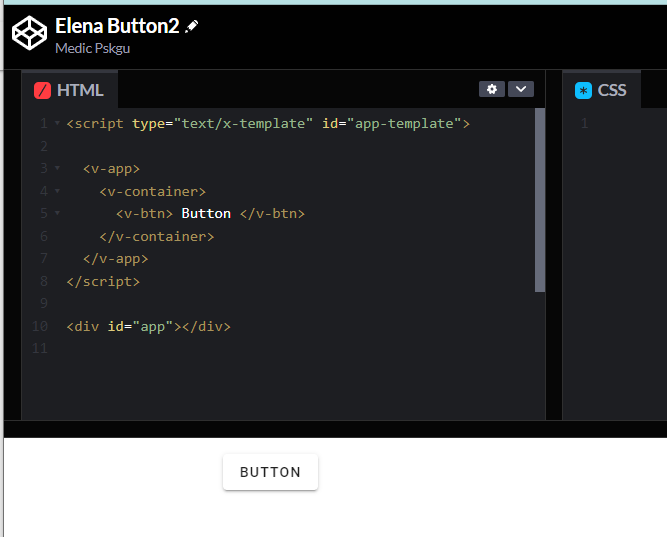 Elena Button2
Medic Pskgu
HTML
CSS
1 <script type="text/x-template" id="app-template">
2
3   <v-app>
4     <v-container>
5       <v-btn> Button </v-btn>
6     </v-container>
7   </v-app>
8 </script>
9
10 <div id="app"></div>
11
1
BUTTON